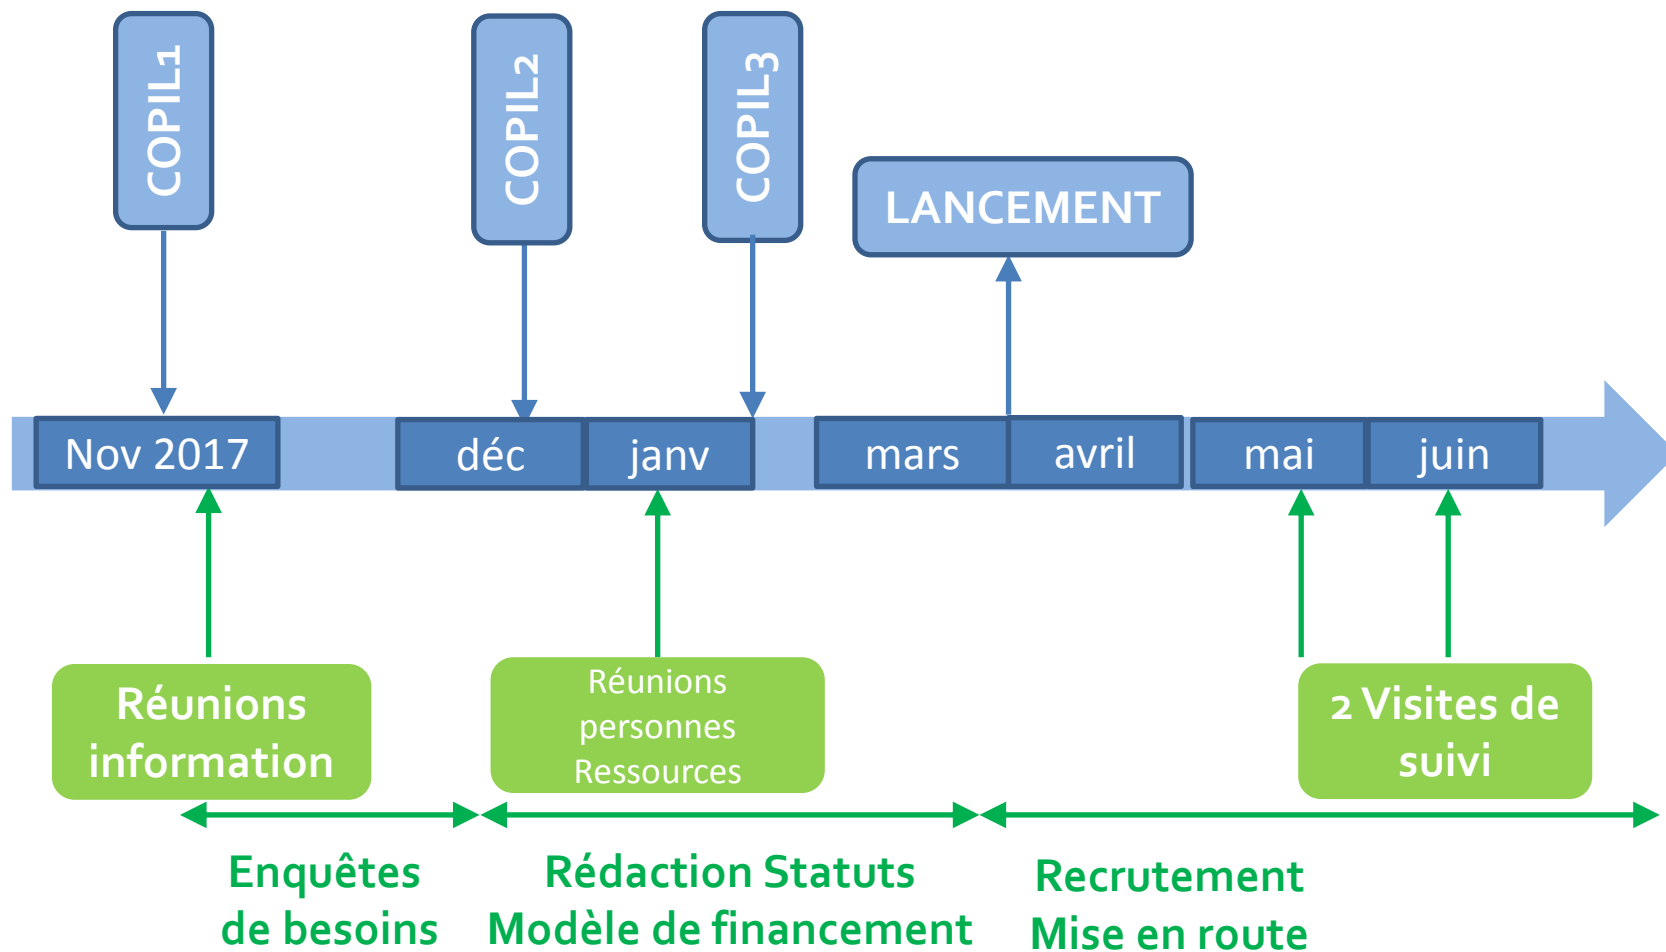 COPIL1
COPIL2
COPIL3
LANCEMENT
Nov 2017
déc
janv
mars
avril
mai
juin
Réunions
information
Réunions
personnes
Ressources
2 Visites de
suivi
Enquêtes
de besoins
Rédaction Statuts
Modèle de financement
Recrutement
Mise en route